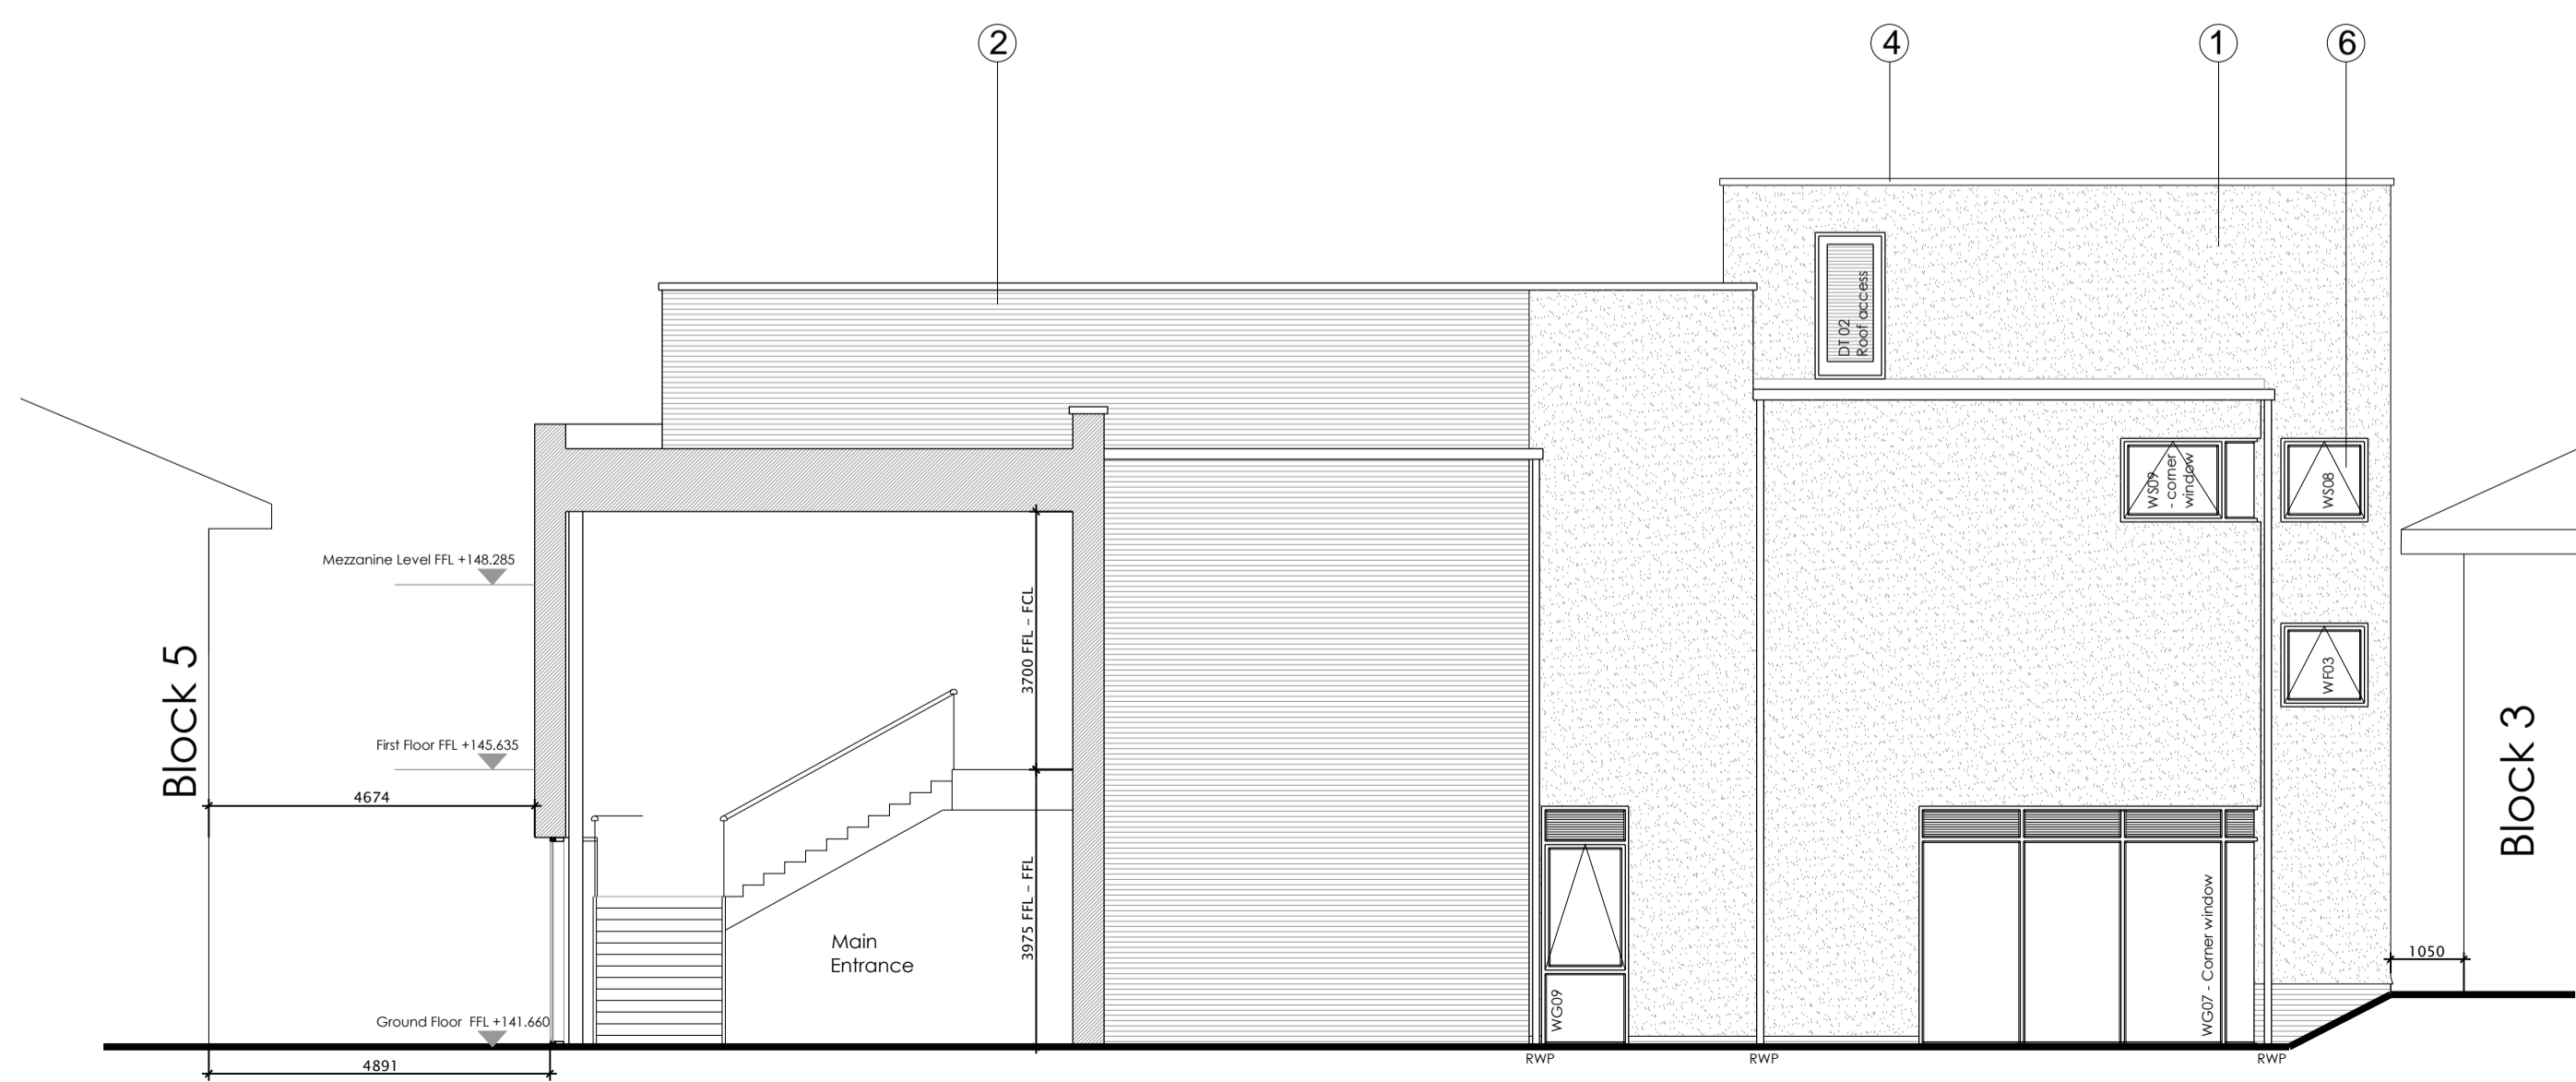 2
4
1
6
DT 02
Roof access
WS09
- corner
window
WS08
Mezzanine Level FFL +148.285
3700 FFL – FCL
Block 5
First Floor FFL +145.635
WF03
Block 3
4674
3975 FFL – FFL
Main
Entrance
WG07 - Corner window
1050
WG09
Ground Floor FFL +141.660
RWP
RWP
RWP
4891